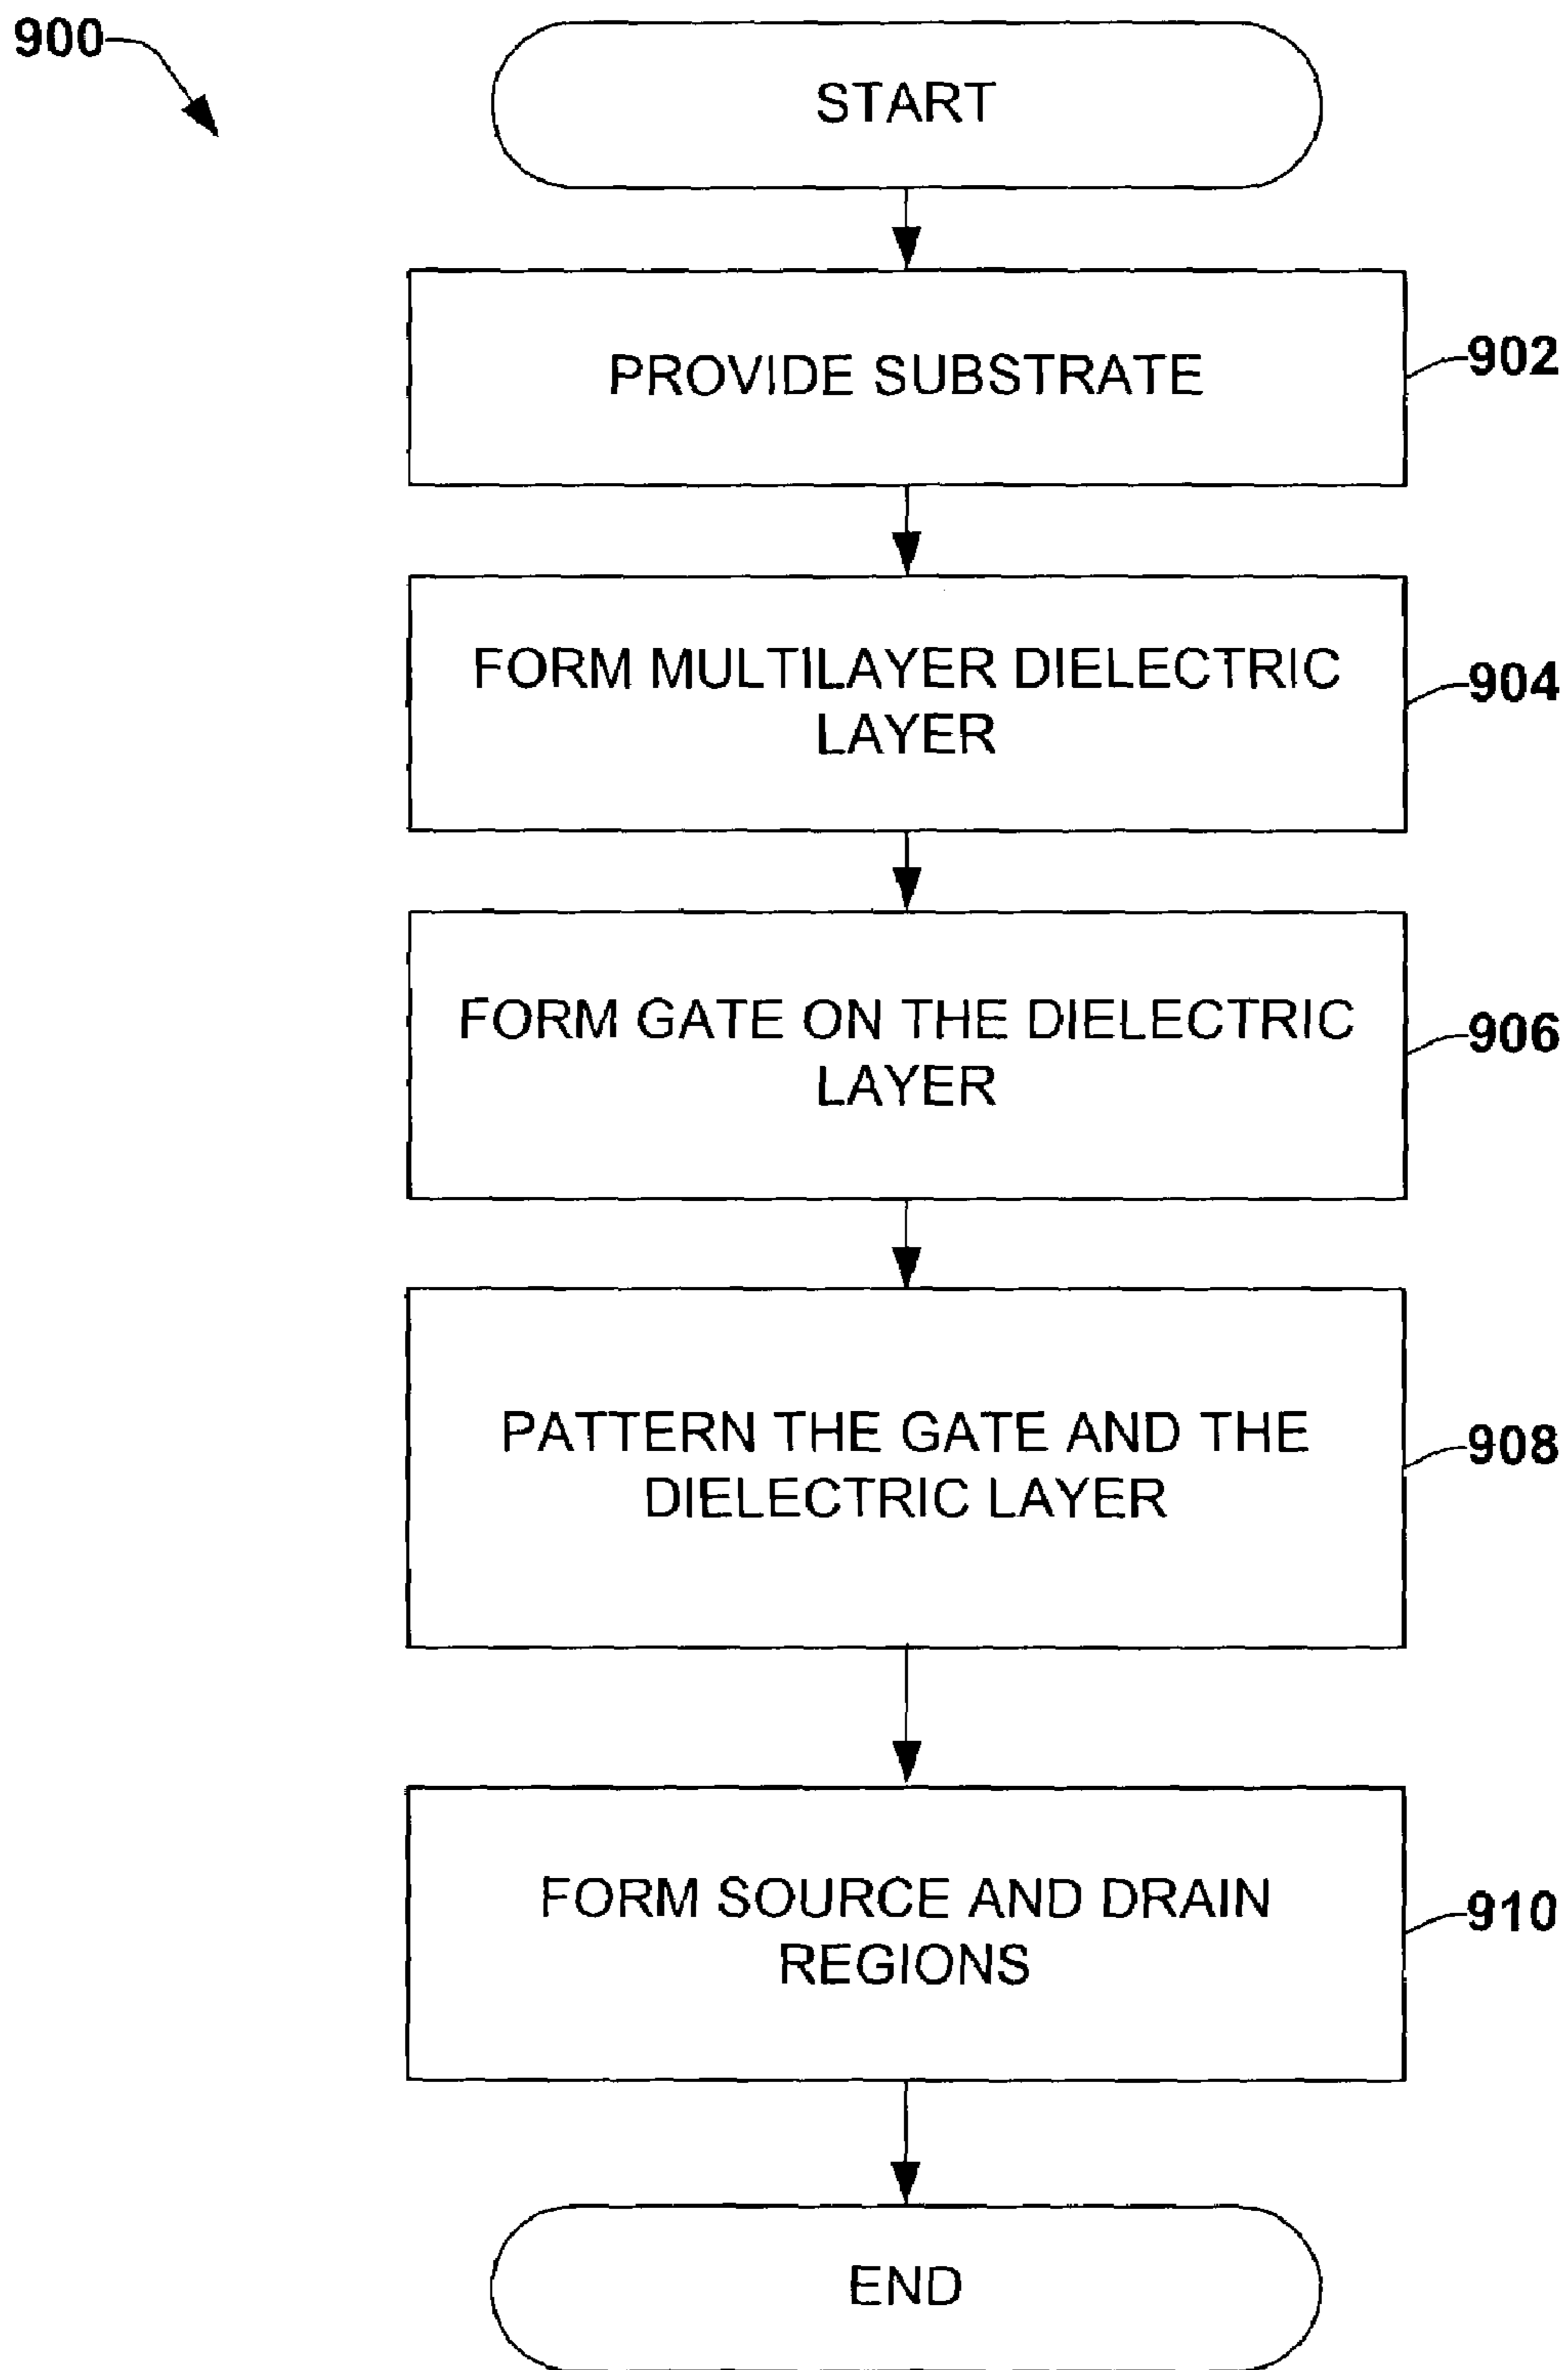 900
START
PROVIDE SUBSTRATE
902
FORM MULTILAYER DIELECTRIC
LAYER
904
FORM GATE ON THE DIELECTRIC
LAYER
906
PATTERN THE GATE AND THE
DIELECTRIC LAYER
908
FORM SOURCE AND DRAIN
REGIONS
910
END